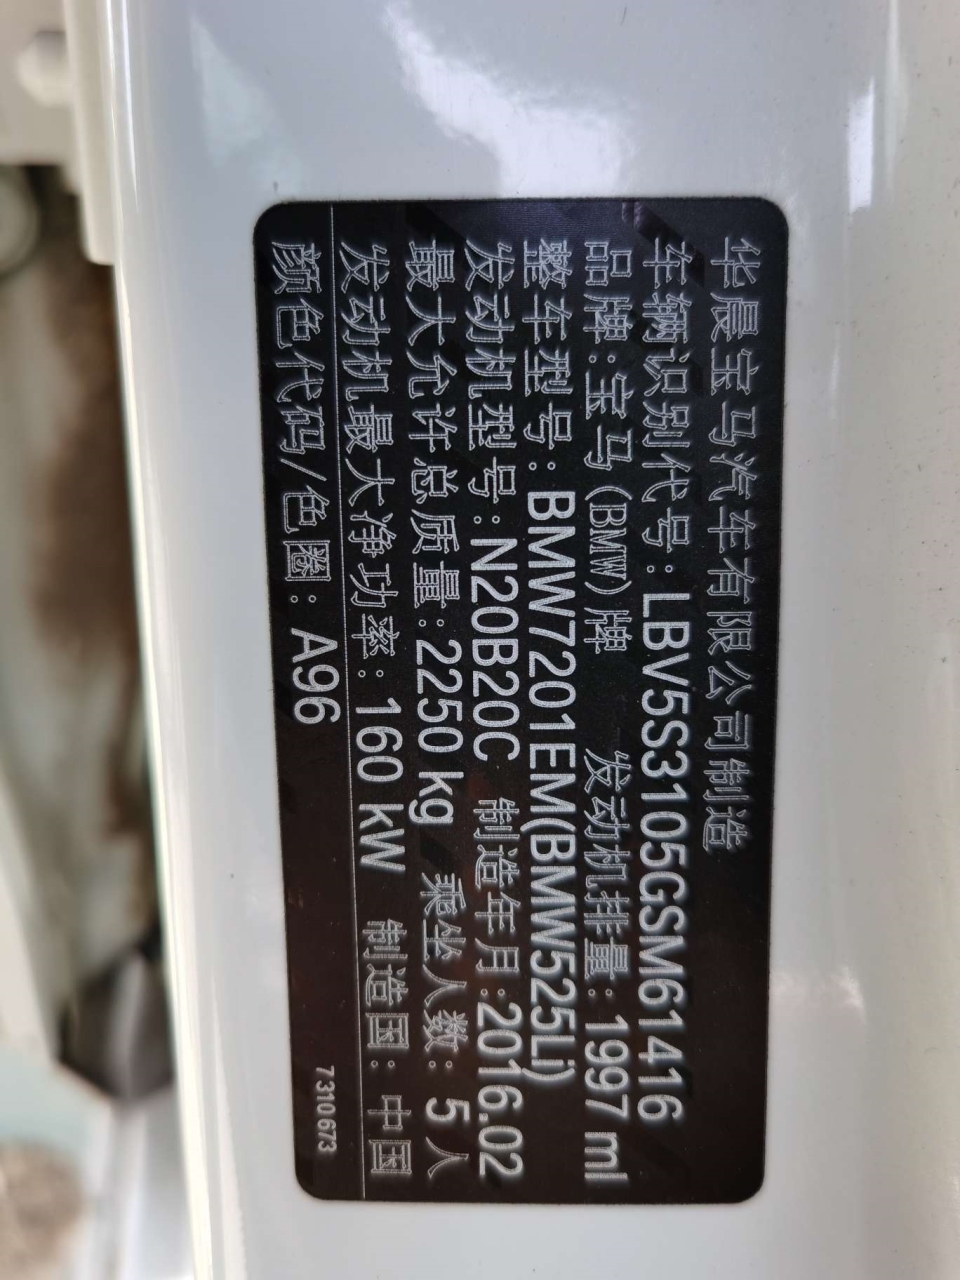 华晨宝马汽车有限公司制造
车辆识别代号:LBV5S3105GSM61416
品牌:宝马(BMW)牌 发动机排量:1997 ml
整车型号:BMW7201EM(BMW525Li)
发动机型号:N20B20C 制造年月:2016.02
最大允许总质量:2250 kg 乘坐人数:5人
发动机最大净功率:160 kW 制造国:中国
颜色代码/色圈:A96
7310673